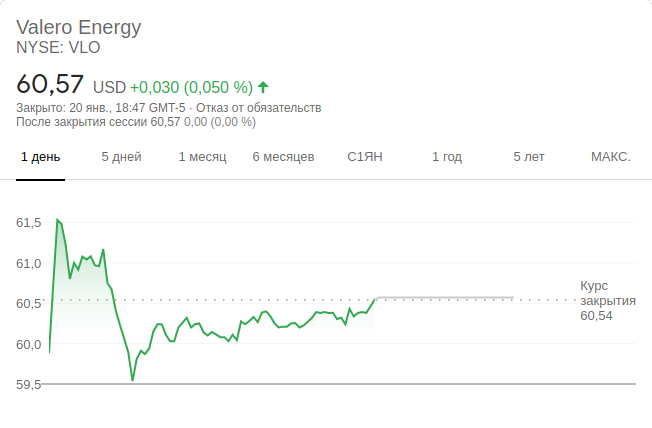 Valero Energy
NYSE: VLO
60,57 USD +0,030 (0,050 %)
Закрыто: 20 янв., 18:47 GMT-5 · Отказ от обязательств
После закрытия сессии 60,57 0,00 (0,00 %)
1 день 5 дней 1 месяц 6 месяцев С1ЯН 1 год 5 лет МАКС.
61,5
61,0
60,5
60,0
59,5
Курс
закрытия
60,54